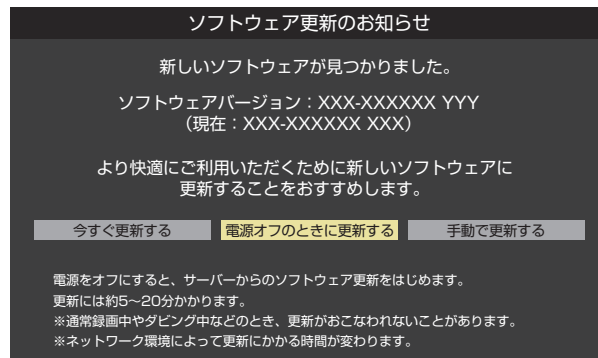 ソフトウェア更新のお知らせ
新しいソフトウェアが見つかりました。
ソフトウェアバージョン：XXX-XXXXXX YYY
（現在：XXX-XXXXXX XXX）
より快適にご利用いただくために新しいソフトウェアに
更新することをおすすめします。
今すぐ更新する 電源オフのときに更新する 手動で更新する
電源をオフにすると、サーバーからのソフトウェア更新をはじめます。
更新には約5～20分かかります。
※通常録画中やダビング中などのとき、更新がおこなわれないことがあります。
※ネットワーク環境によって更新にかかる時間が変わります。